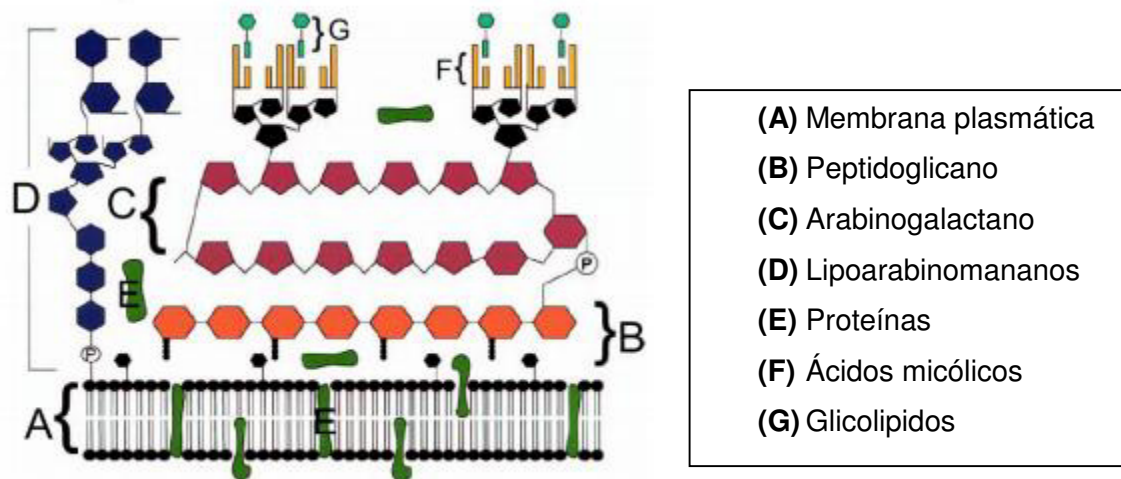 G
F
D
C
P
E
B
P
A
E
(A) Membrana plasmática
(B) Peptidoglicano
(C) Arabinogalactano
(D) Lipoarabinomananos
(E) Proteínas
(F) Ácidos micólicos
(G) Glicolipidos